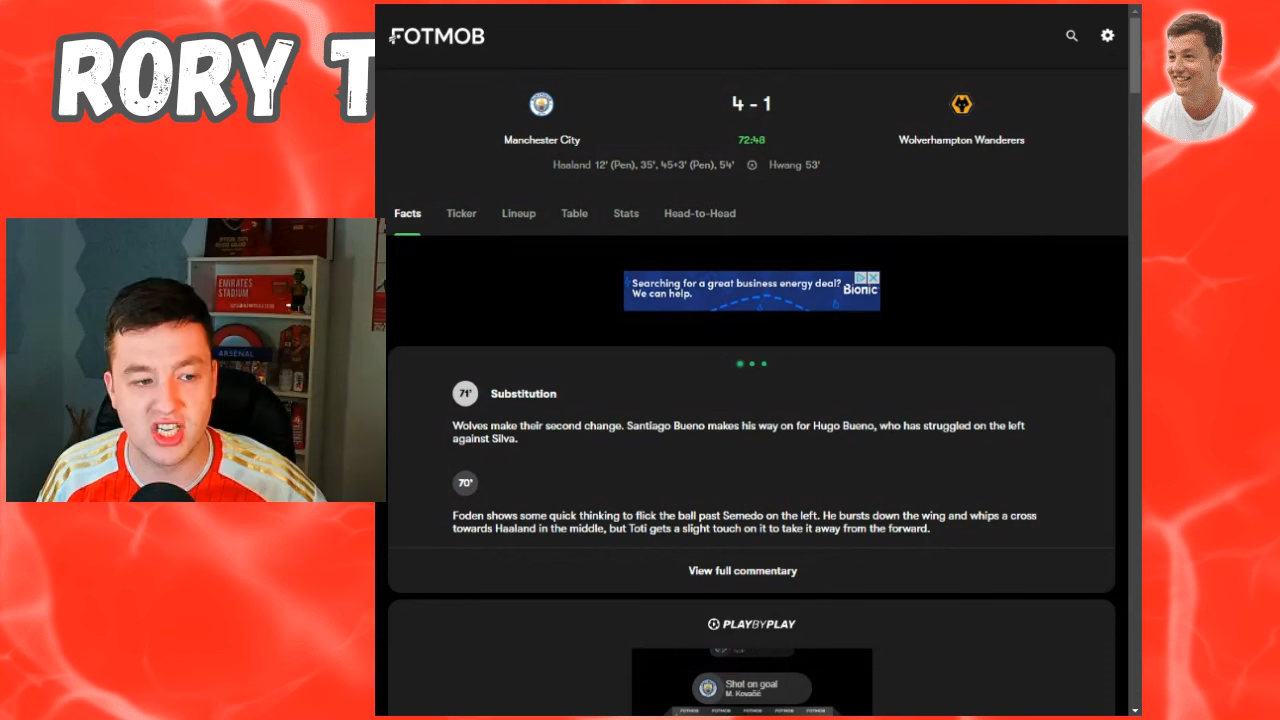 RORY T
FOTMOB
4 - 1
Manchester City
72:48
Wolverhampton Wanderers
Haaland 12' (Pen), 35', 45+3' (Pen), 54'
Hwang 53'
Facts
Ticker
Lineup
Table
Stats
Head-to-Head
Searching for a great business energy deal?
We can help.
Bionic
EMIRATES
STADIUM
ARSENAL
71'
Substitution
Wolves make their second change. Santiago Bueno makes his way on for Hugo Bueno, who has struggled on the left
against Silva.
70'
Foden shows some quick thinking to flick the ball past Semedo on the left. He bursts down the wing and whips a cross
towards Haaland in the middle, but Toti gets a slight touch on it to take it away from the forward.
View full commentary
PLAYBYPLAY
Shot on goal
M. Kovačić
FOTMOB FOTMOB FOTMOB FOTMOB FOTMOB